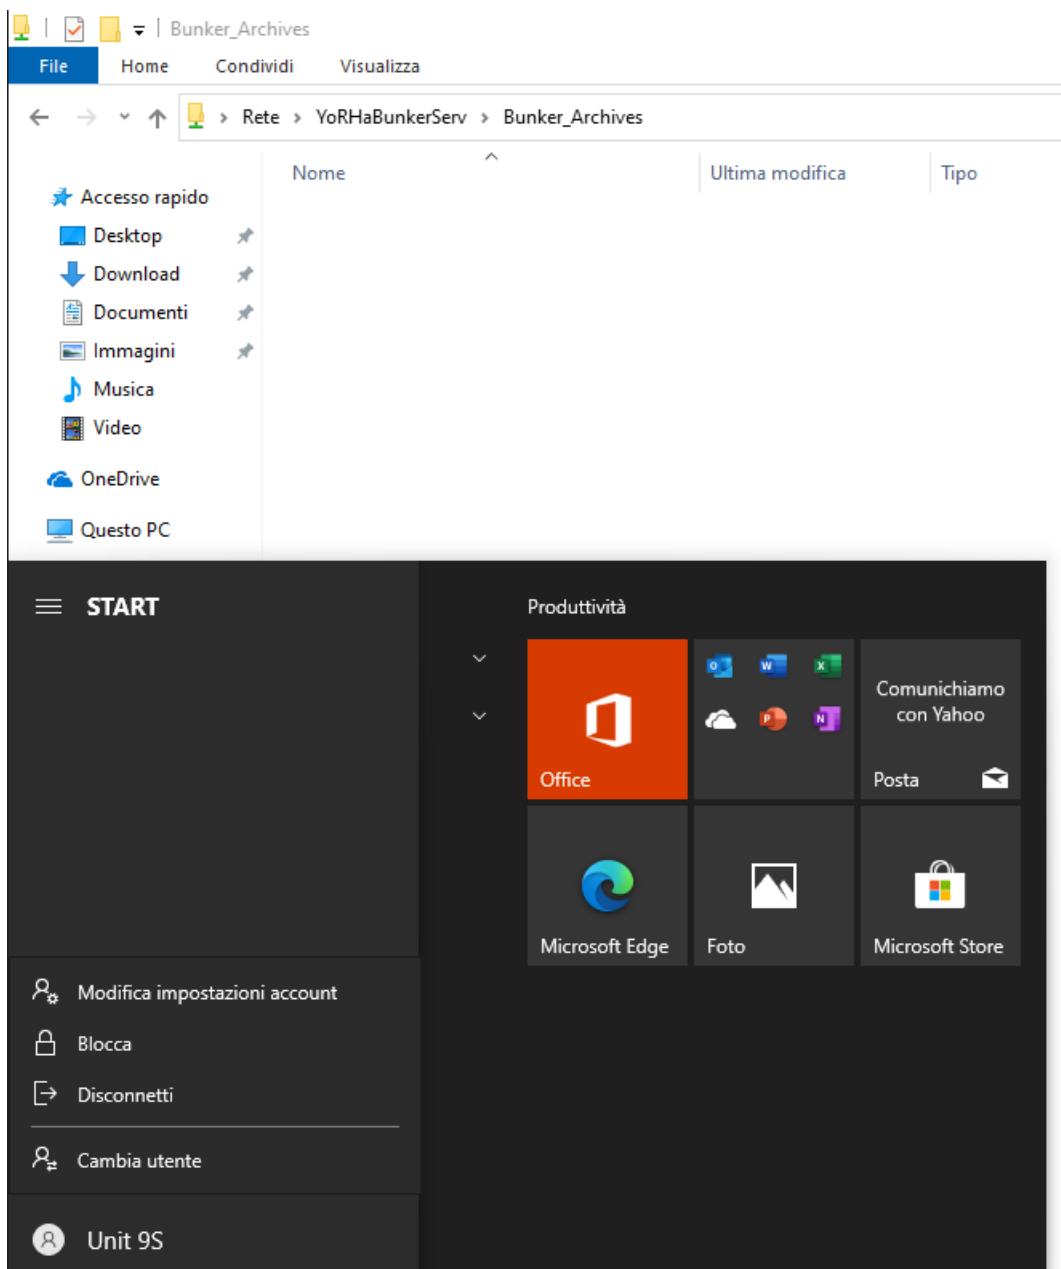 Bunker_Archives
File Home Condividi Visualizza
Rete > YoRHaBunkerServ > Bunker_Archives
Nome Ultima modifica Tipo
Accesso rapido
Desktop
Download
Documenti
Immagini
Musica
Video
OneDrive
Questo PC
START
Produttività
Office
Comunichiamo
con Yahoo
Posta
Microsoft Edge
Foto
Microsoft Store
Modifica impostazioni account
Blocca
Disconnetti
Cambia utente
Unit 9S